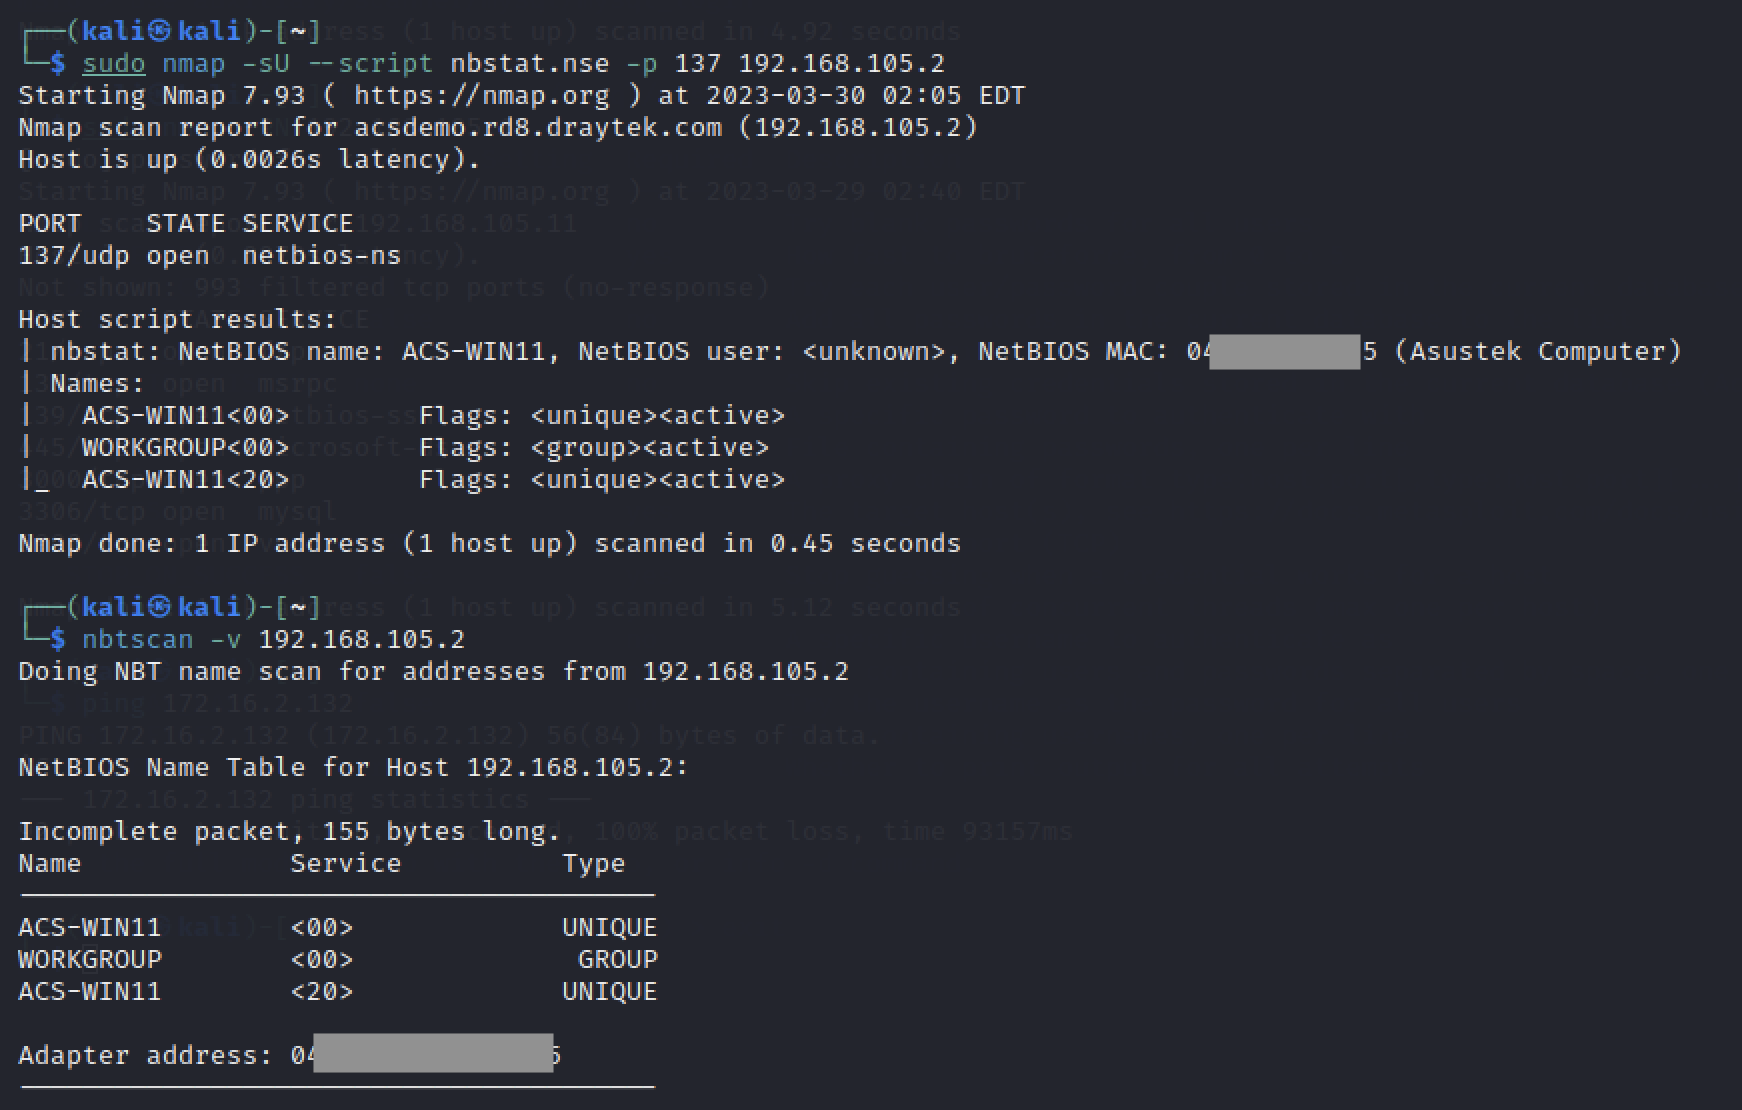 ┌──(kali㉿kali)-[~]
└─$ sudo nmap -sU --script nbstat.nse -p 137 192.168.105.2
Starting Nmap 7.93 ( https://nmap.org ) at 2023-03-30 02:05 EDT
Nmap scan report for acsdemo.rd8.draytek.com (192.168.105.2)
Host is up (0.0026s latency).
PORT    STATE SERVICE
137/udp open  netbios-ns
Host script results:
| nbstat: NetBIOS name: ACS-WIN11, NetBIOS user: <unknown>, NetBIOS MAC: 04 5 (Asustek Computer)
| Names:
|   ACS-WIN11<00>        Flags: <unique><active>
|   WORKGROUP<00>        Flags: <group><active>
|_  ACS-WIN11<20>        Flags: <unique><active>
Nmap done: 1 IP address (1 host up) scanned in 0.45 seconds
┌──(kali㉿kali)-[~]
└─$ nbtscan -v 192.168.105.2
Doing NBT name scan for addresses from 192.168.105.2
NetBIOS Name Table for Host 192.168.105.2:
Incomplete packet, 155 bytes long.
Name             Service          Type
ACS-WIN11        <00>             UNIQUE
WORKGROUP        <00>              GROUP
ACS-WIN11        <20>             UNIQUE
Adapter address: 04 5